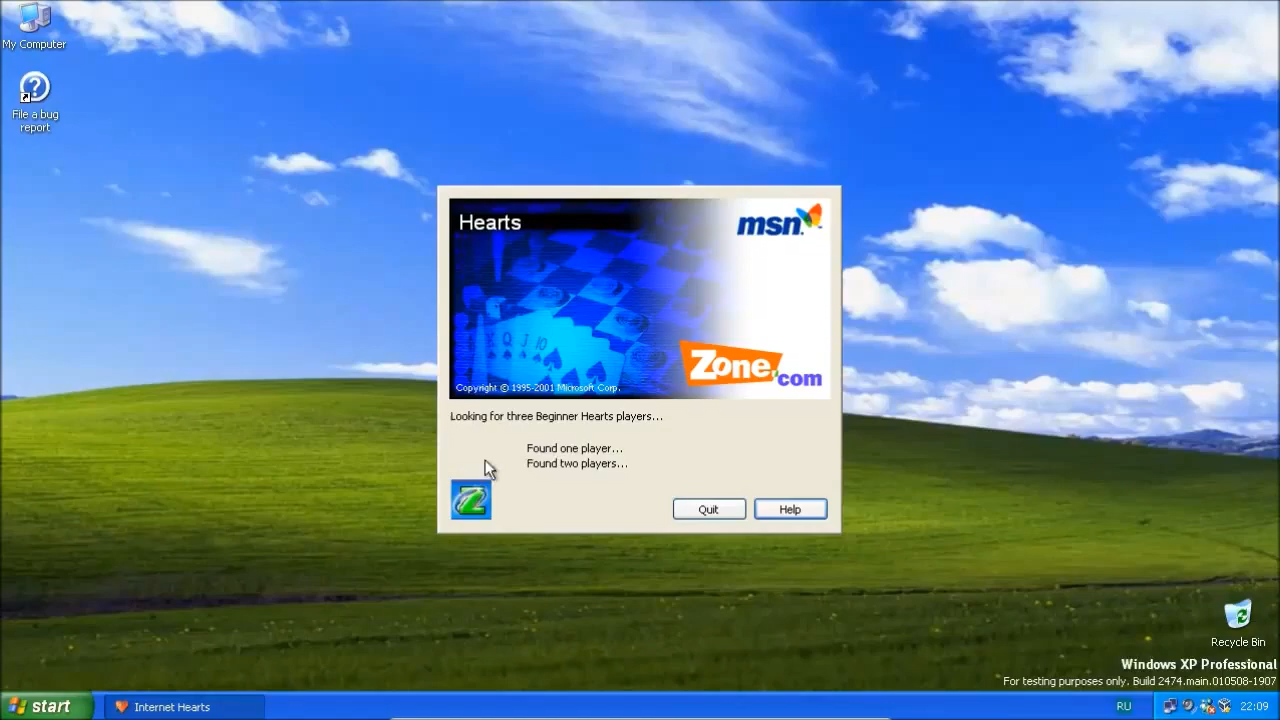 My Computer
File a bug
report
Hearts
msn.
K Q J 10
Zone.com
Copyright © 1995-2001 Microsoft Corp.
Looking for three Beginner Hearts players...
Found one player...
Found two players...
Z
Quit
Help
Recycle Bin
Windows XP Professional
For testing purposes only. Build 2474.main.010508-1907
start
Internet Hearts
RU
22:09